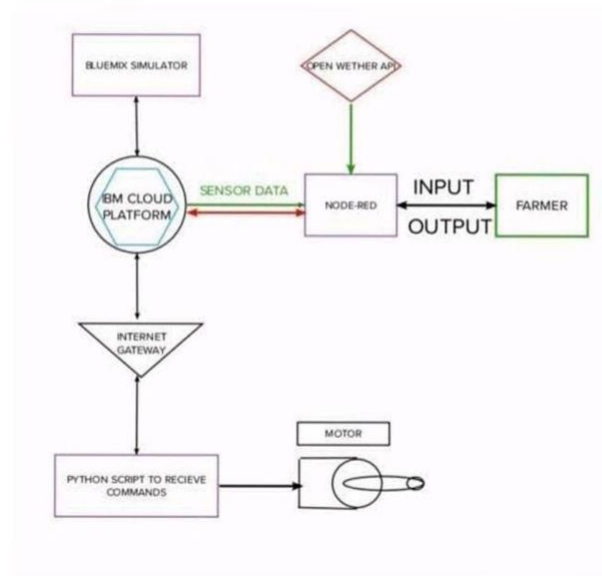 BLUEMIX SIMULATOR
OPEN WETHER API
IBM CLOUD
PLATFORM
SENSOR DATA
NODE-RED
INPUT
OUTPUT
FARMER
INTERNET
GATEWAY
MOTOR
PYTHON SCRIPT TO RECIEVE
COMMANDS